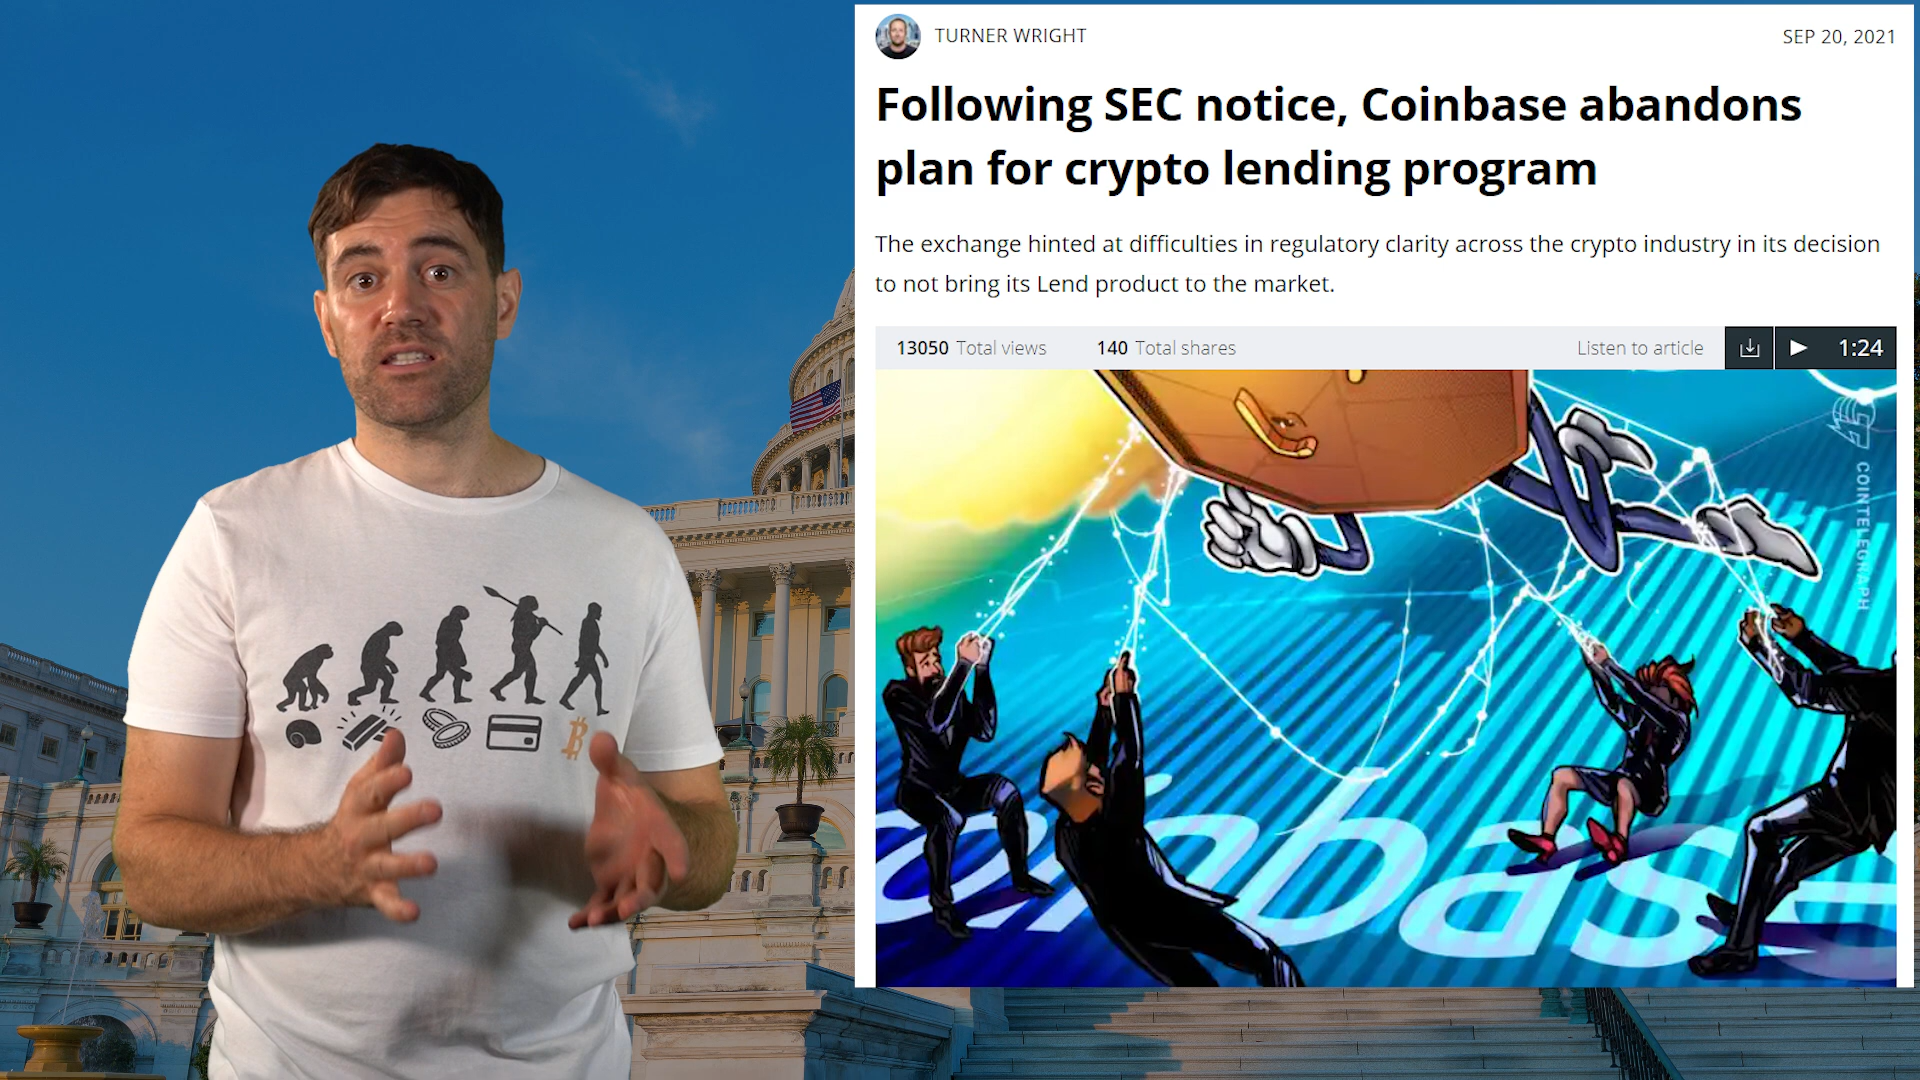 TURNER WRIGHT
SEP 20, 2021
Following SEC notice, Coinbase abandons
plan for crypto lending program
The exchange hinted at difficulties in regulatory clarity across the crypto industry in its decision
to not bring its Lend product to the market.
13050 Total views 140 Total shares Listen to article 1:24
COINTELEGRAPH
oinbase